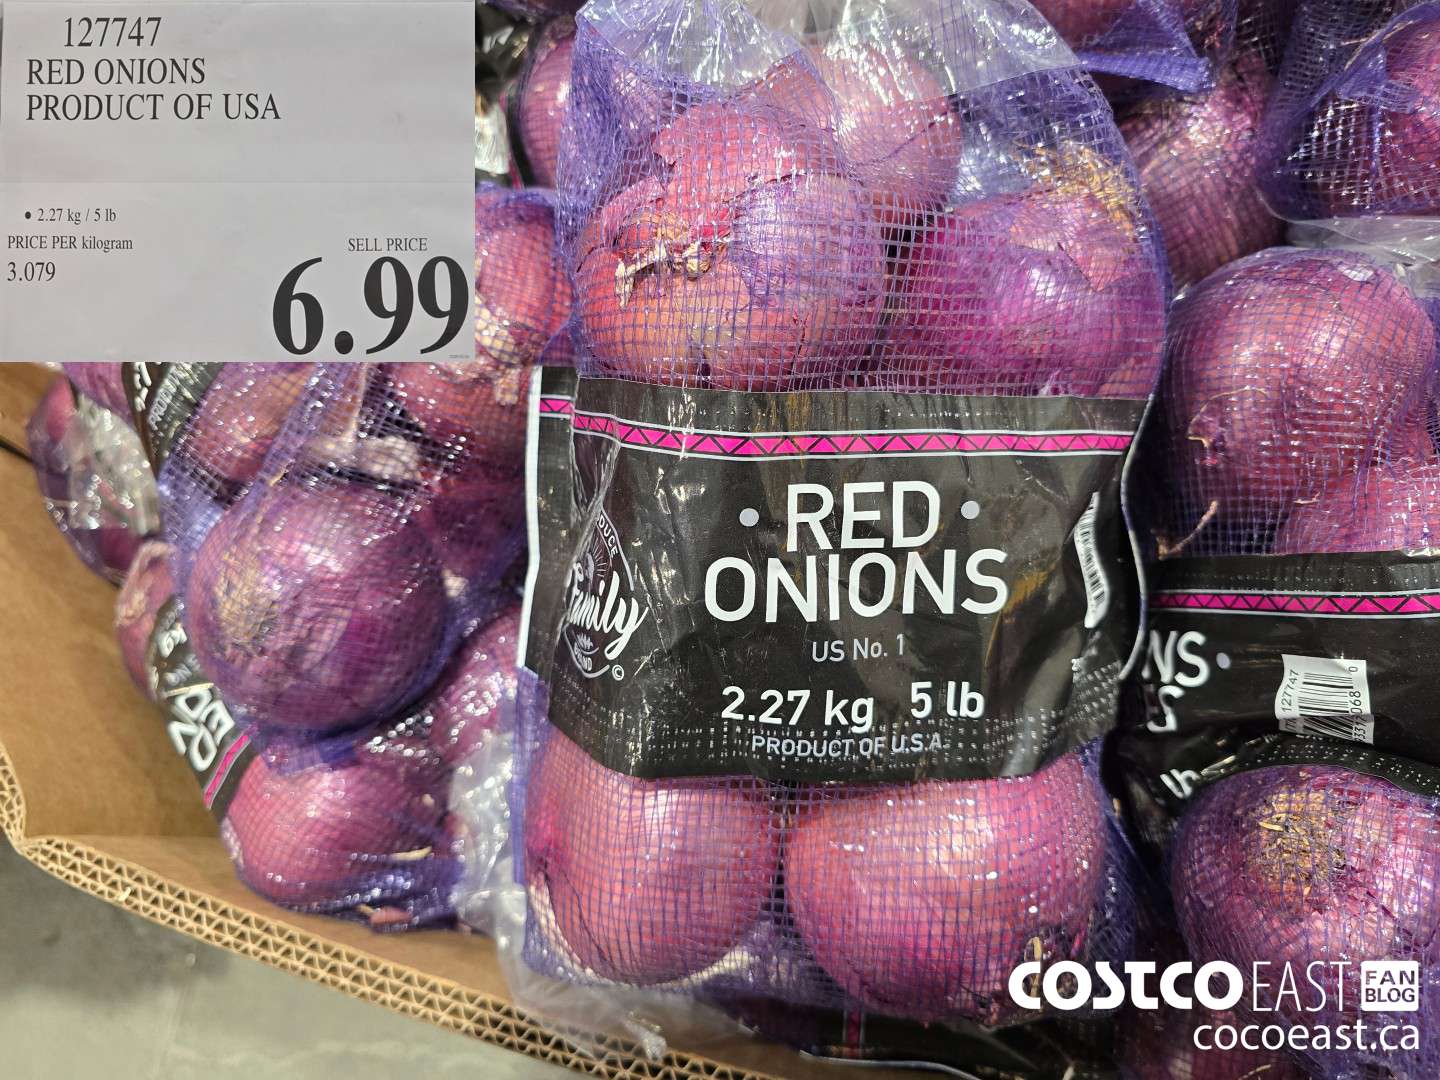 127747
RED ONIONS
PRODUCT OF USA
• 2.27 kg / 5 lb
PRICE PER kilogram
3.079
SELL PRICE
6.99
• RED •
ONIONS
US No. 1
2.27 kg 5 lb
PRODUCT OF U.S.A.
DUCE
Family
©
NS •
127747
COSTCO EAST FAN BLOG
cocoeast.ca